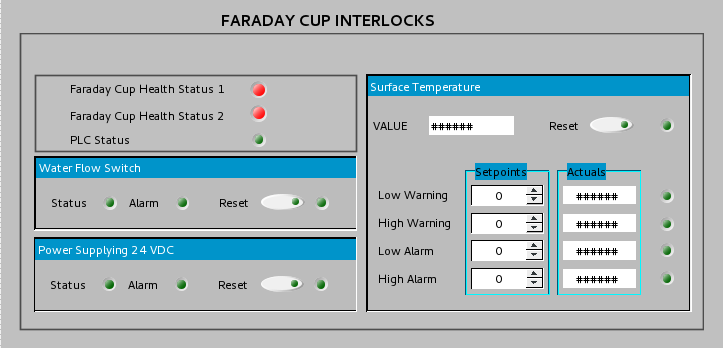 FARADAY CUP INTERLOCKS
Faraday Cup Health Status 1
Faraday Cup Health Status 2
PLC Status
Water Flow Switch
Status Alarm Reset
Power Supplying 24 VDC
Status Alarm Reset
Surface Temperature
VALUE ###### Reset
Setpoints Actuals
Low Warning 0 ######
High Warning 0 ######
Low Alarm 0 ######
High Alarm 0 ######